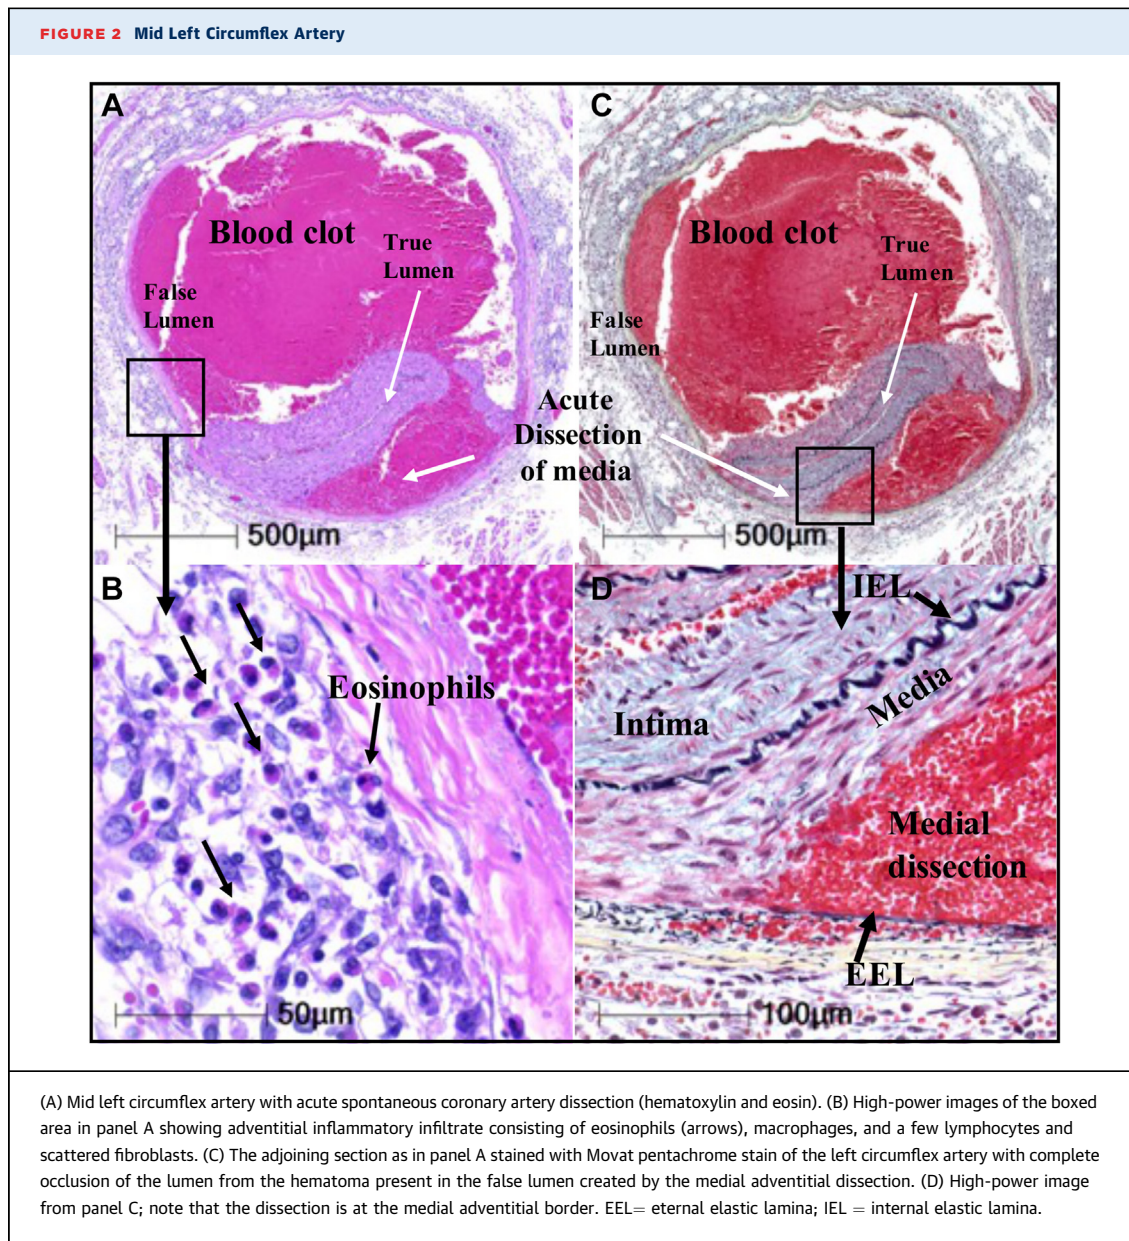 FIGURE 2 Mid Left Circumflex Artery
A
Blood clot
True
Lumen
False
Lumen
Acute
Dissection
of media
500µm
C
Blood clot
True
Lumen
False
Lumen
500µm
B
Eosinophils
50µm
D
IEL
Media
Intima
Medial
dissection
EEL
100µm
(A) Mid left circumflex artery with acute spontaneous coronary artery dissection (hematoxylin and eosin). (B) High-power images of the boxed
area in panel A showing adventitial inflammatory infiltrate consisting of eosinophils (arrows), macrophages, and a few lymphocytes and
scattered fibroblasts. (C) The adjoining section as in panel A stained with Movat pentachrome stain of the left circumflex artery with complete
occlusion of the lumen from the hematoma present in the false lumen created by the medial adventitial dissection. (D) High-power image
from panel C; note that the dissection is at the medial adventitial border. EEL= eternal elastic lamina; IEL = internal elastic lamina.